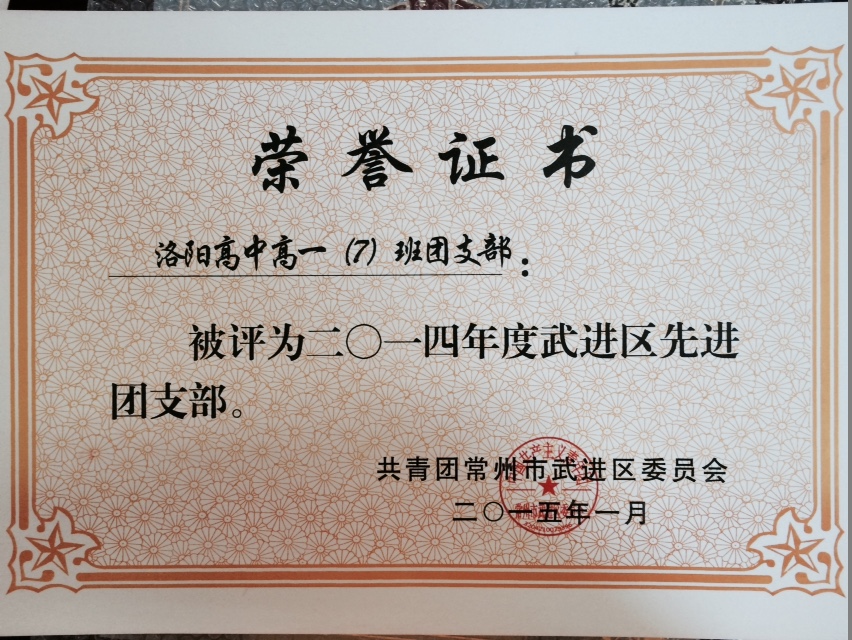 荣誉证书
洛阳高中高一（7）班团支部：
被评为二〇一四年度武进区先进
团支部。
共青团常州市武进区委员会
二〇一五年一月